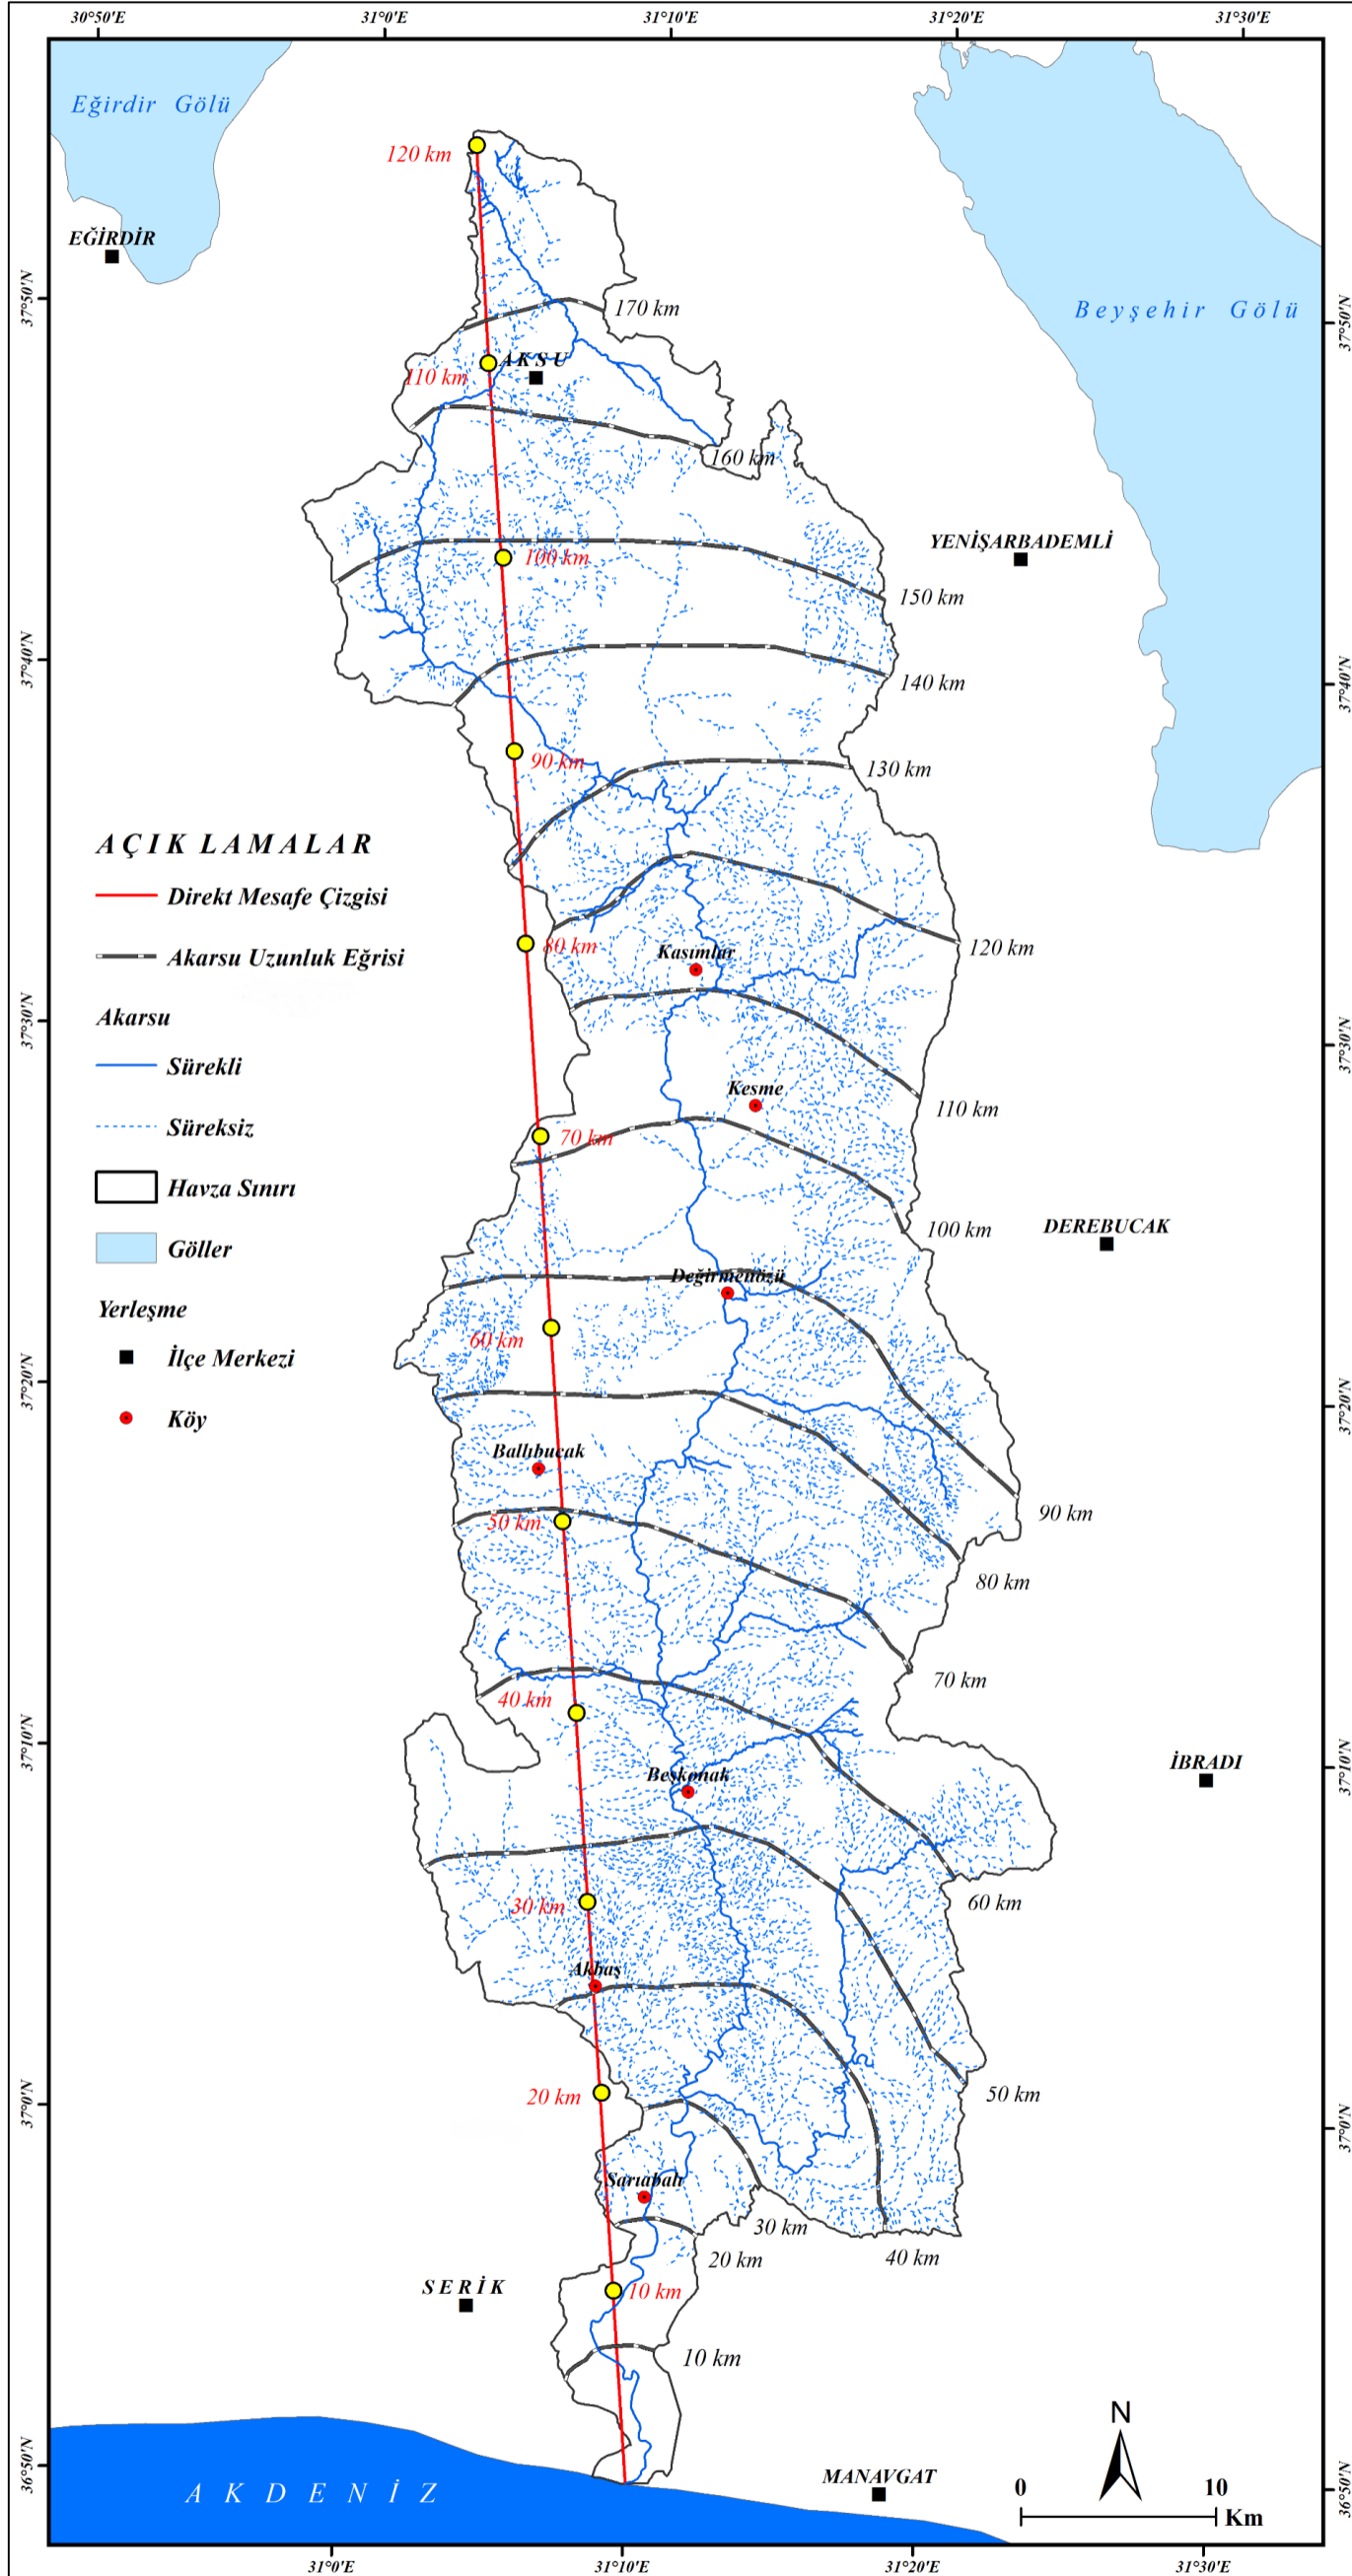 30°50'E 31°0'E 31°10'E 31°20'E 31°30'E
Eğirdir Gölü
120 km
EĞİRDİR
37°50'N
170 km
Beyşehir Gölü
37°50'N
AKSU
110 km
160 km
YENİŞARBADEMLİ
100 km
150 km
37°40'N
140 km
37°40'N
90 km
130 km
AÇIKLAMALAR
Direkt Mesafe Çizgisi
Akarsu Uzunluk Eğrisi
Akarsu
Sürekli
Süreksiz
Havza Sınırı
Göller
Yerleşme
İlçe Merkezi
Köy
80 km
Kasımlar
120 km
37°30'N
37°30'N
Kesme
110 km
70 km
100 km
DEREBUCAK
Değirmenözü
60 km
37°20'N
37°20'N
Ballıbucak
90 km
50 km
80 km
70 km
40 km
37°10'N
37°10'N
İBRADI
Beşkonak
60 km
30 km
Akbaş
50 km
20 km
37°0'N
37°0'N
Sarıabalı
30 km
40 km
20 km
SERİK
10 km
10 km
36°50'N
36°50'N
AKDENİZ
MANAVGAT
N
0 10
Km
31°0'E 31°10'E 31°20'E 31°30'E